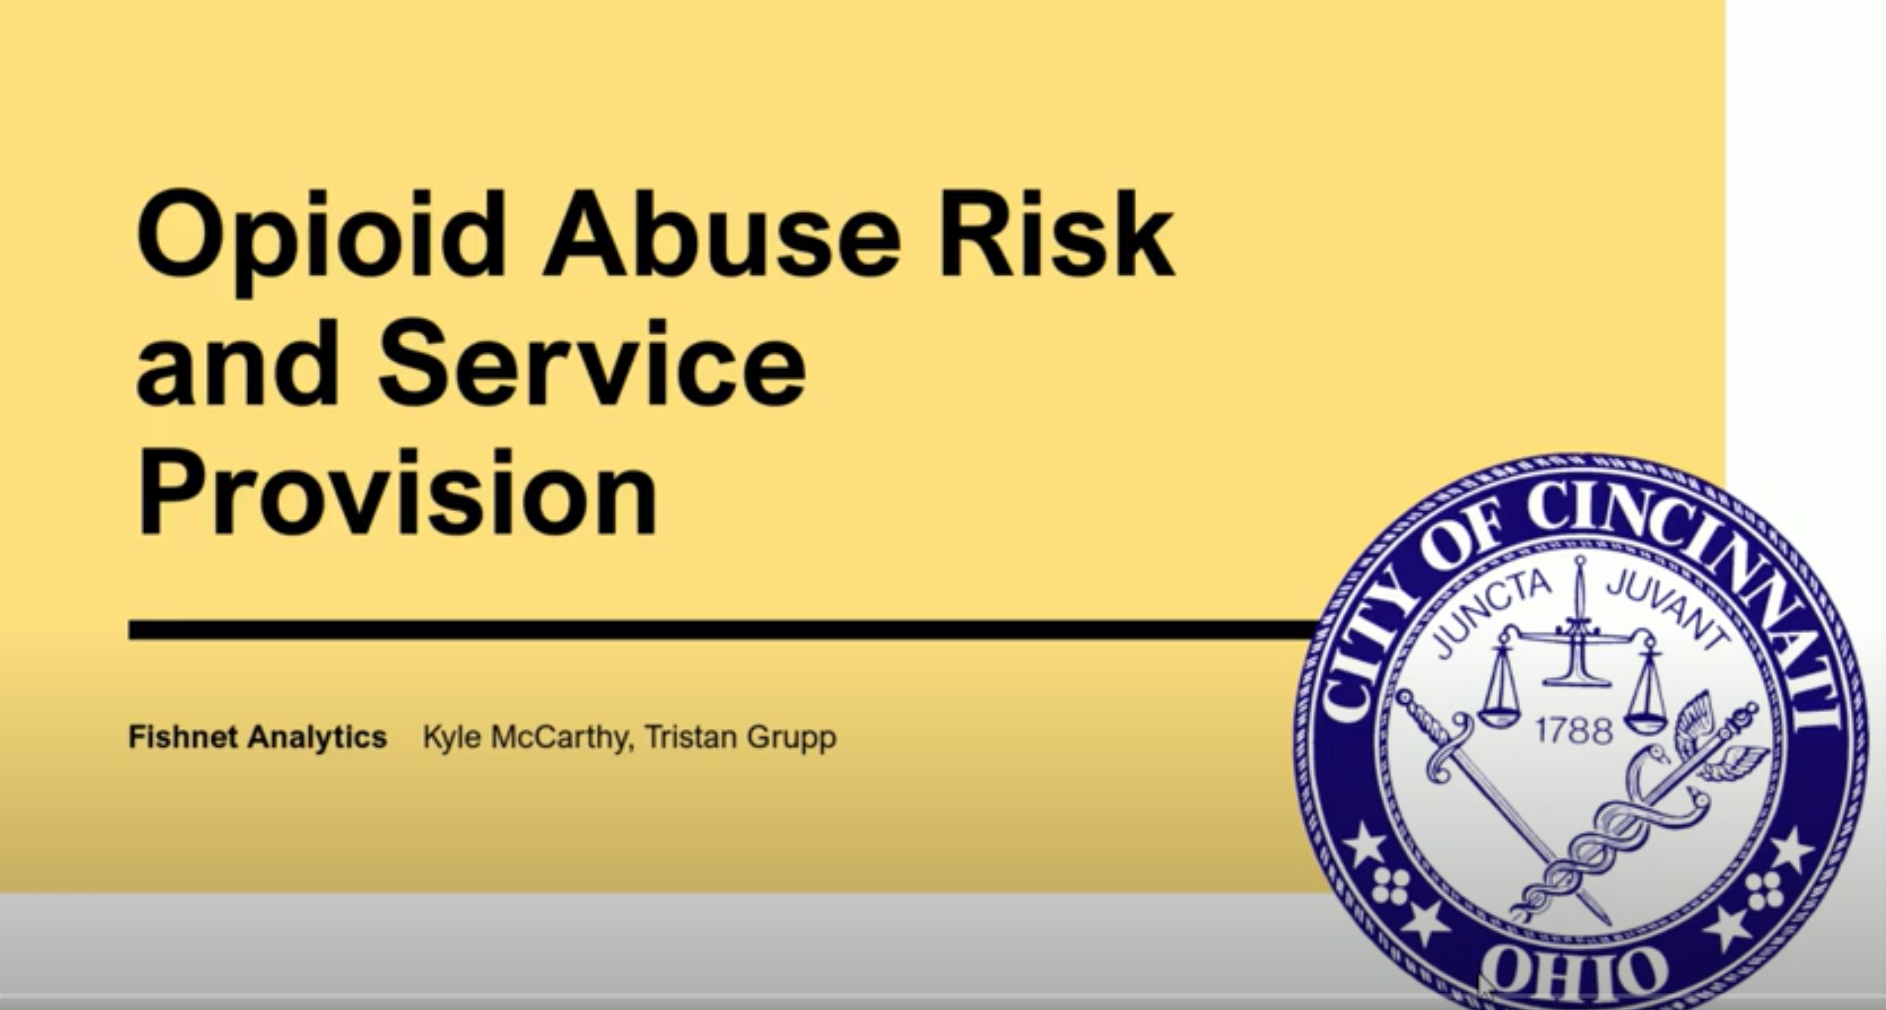 Opioid Abuse Risk
and Service
Provision
Fishnet Analytics Kyle McCarthy, Tristan Grupp
CITY OF CINCINNATI
JUNCTA JUVANT
1788
OHIO